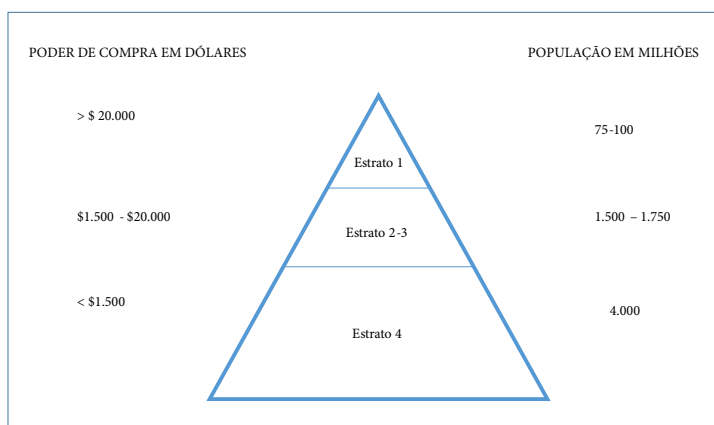 PODER DE COMPRA EM DÓLARES
POPULAÇÃO EM MILHÕES
> $ 20.000
75-100
Estrato 1
$1.500 - $20.000
1.500 – 1.750
Estrato 2-3
< $1.500
4.000
Estrato 4